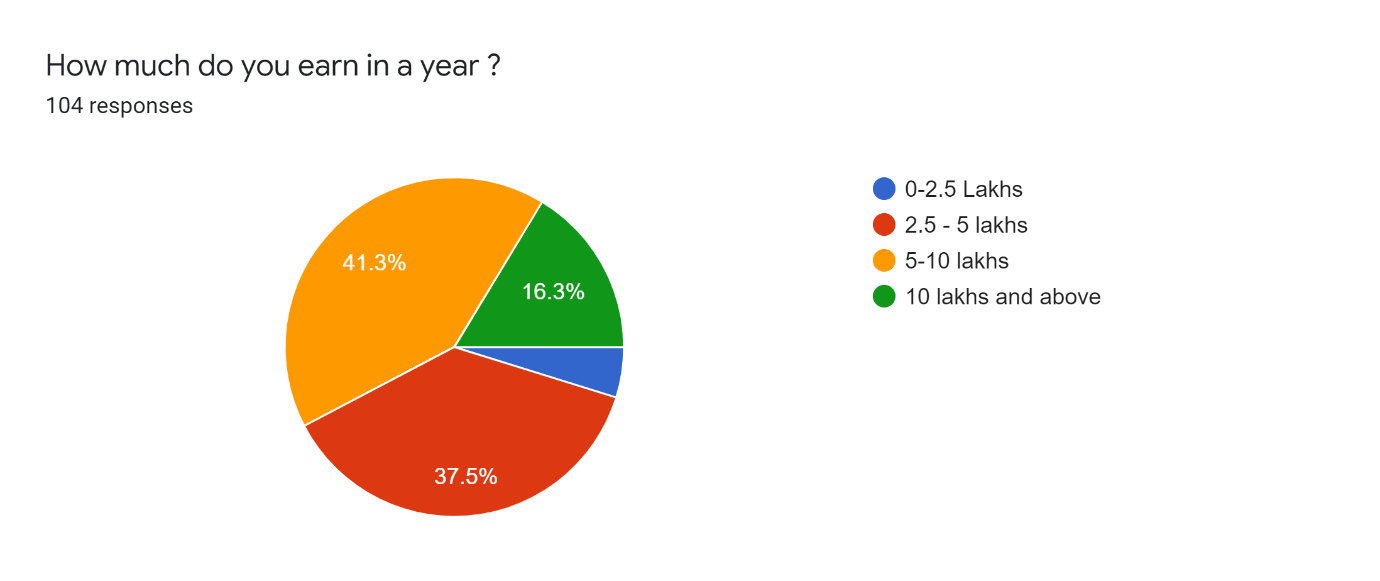 How much do you earn in a year ?
104 responses
41.3%
16.3%
37.5%
0-2.5 Lakhs
2.5 - 5 lakhs
5-10 lakhs
10 lakhs and above